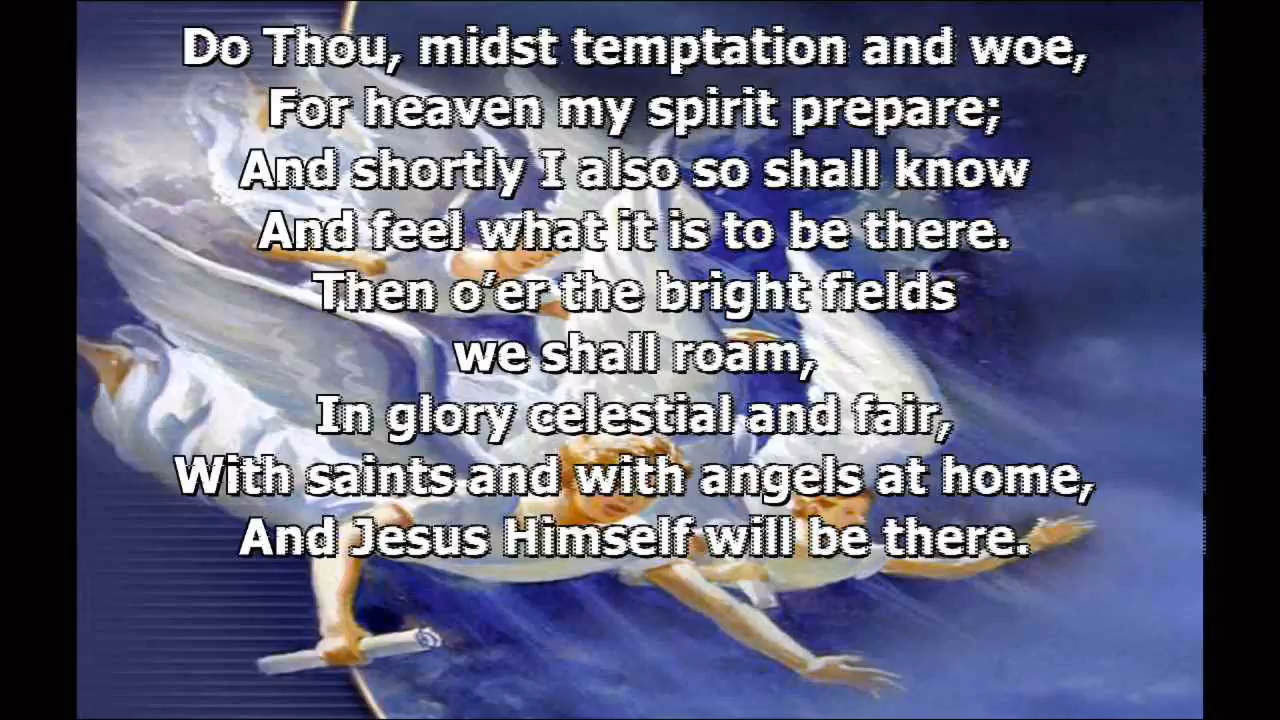 Do Thou, midst temptation and woe,
For heaven my spirit prepare;
And shortly I also so shall know
And feel what it is to be there.
Then o’er the bright fields
we shall roam,
In glory celestial and fair,
With saints and with angels at home,
And Jesus Himself will be there.